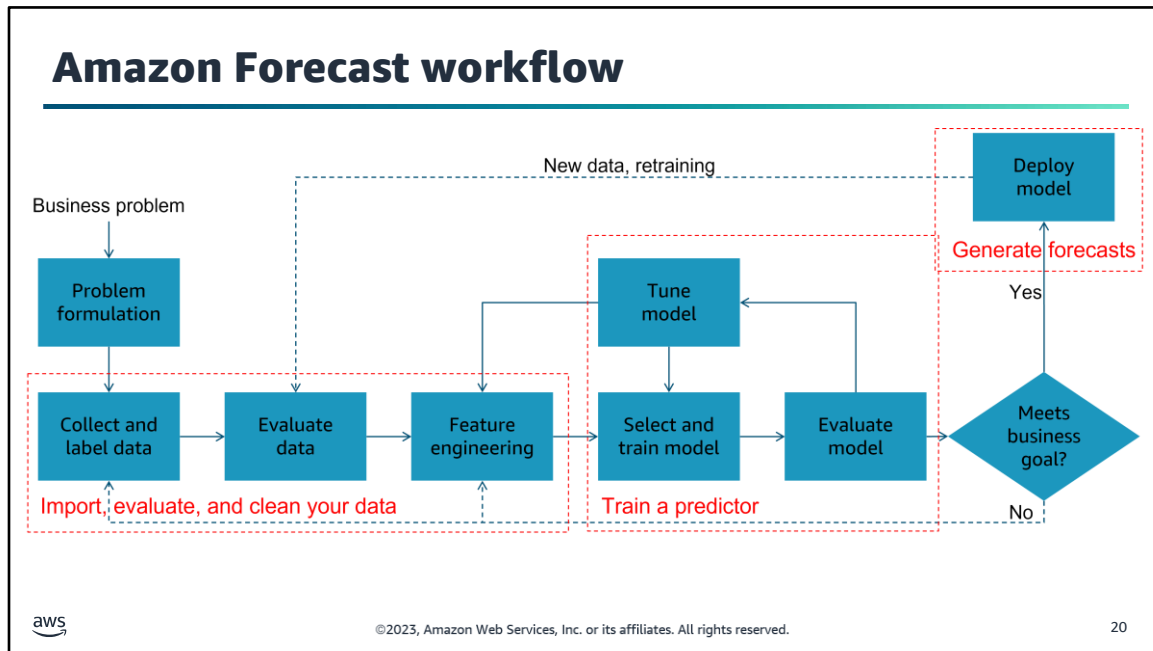 Amazon Forecast workflow
New data, retraining
Deploy
model
Generate forecasts
Business problem
Problem
formulation
Tune
model
Yes
Collect and
label data
Evaluate
data
Feature
engineering
Select and
train model
Evaluate
model
Meets
business
goal?
Import, evaluate, and clean your data
Train a predictor
No
aws
©2023, Amazon Web Services, Inc. or its affiliates. All rights reserved.
20